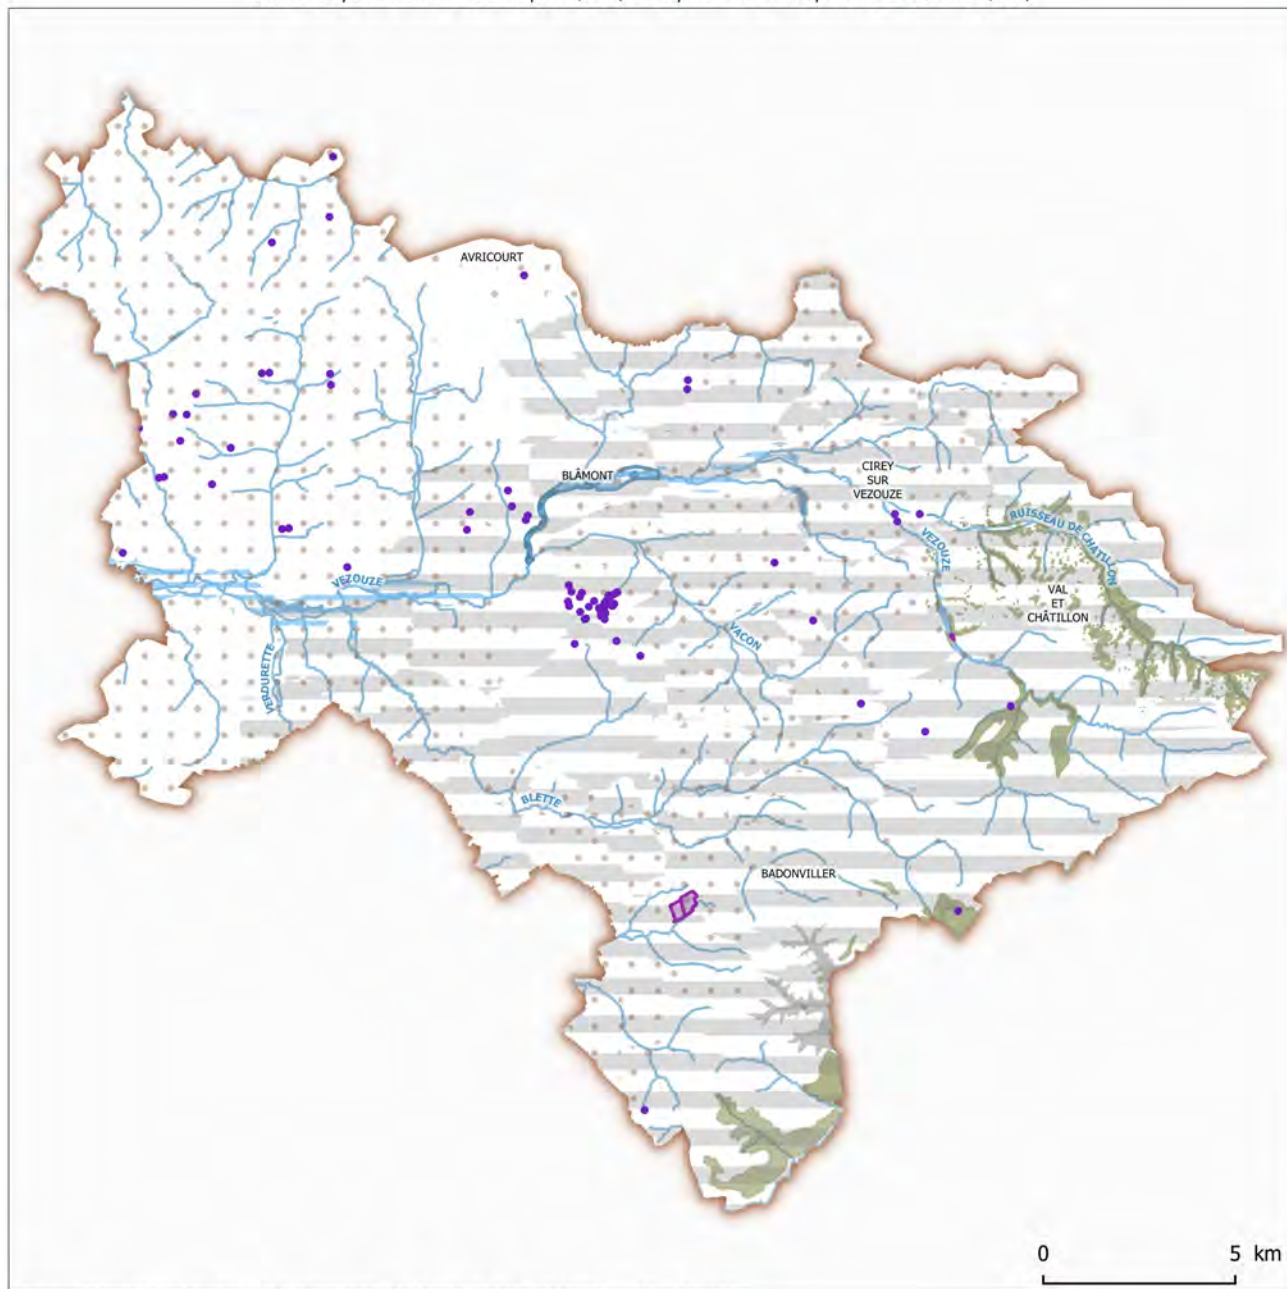 AVRICOURT
BLÂMONT
CIREY
SUR
VEZOUZE
RUISSEAU DE CHATILLON
VEZOUZE
VAL
ET
CHÂTILLON
VEZOUZE
VACON
VERDURETTE
BLETTE
BADONVILLER
0 5 km